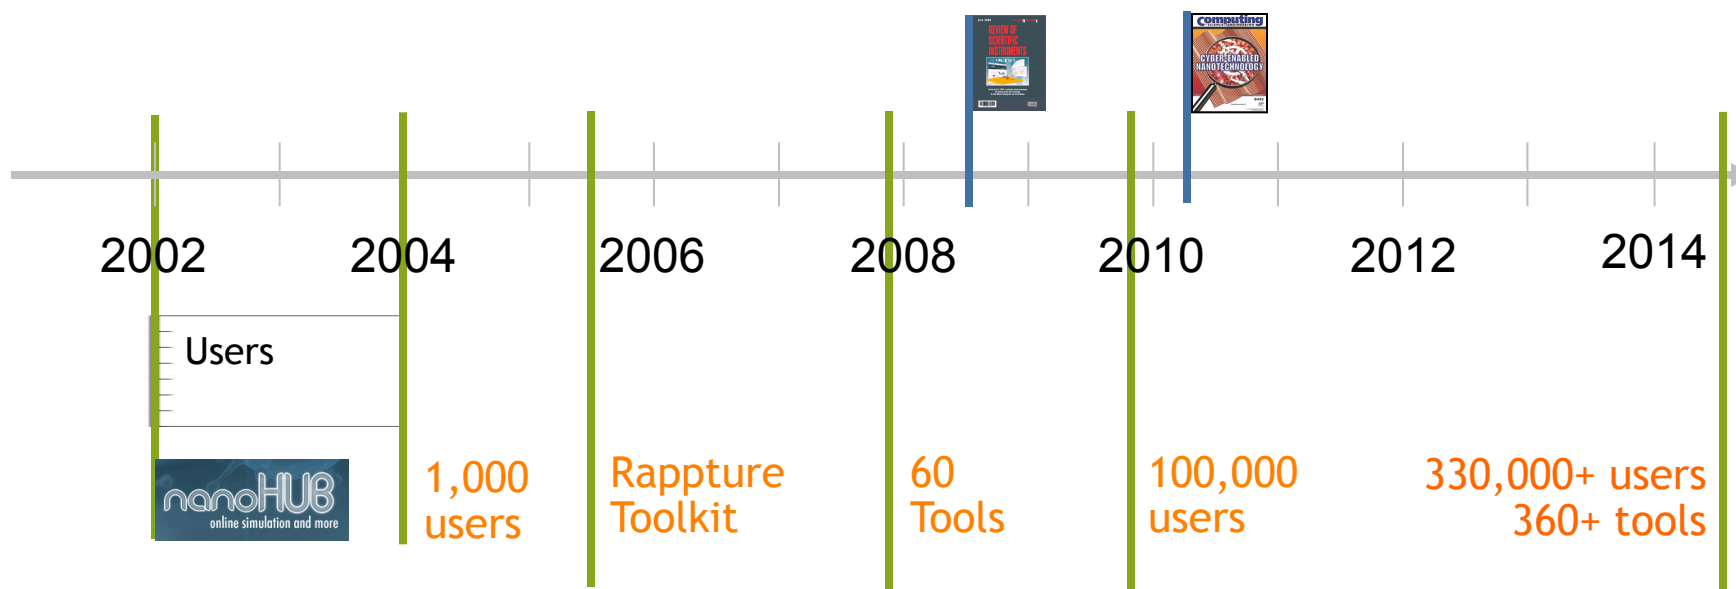 REVIEW OF
SCIENTIFIC
INSTRUMENTS
computing
CYBER-ENABLED
NANOTECHNOLOGY
2002
2004
2006
2008
2010
2012
2014
Users
nanoHUB
online simulation and more
1,000
users
Rappture
Toolkit
60
Tools
100,000
users
330,000+ users
360+ tools